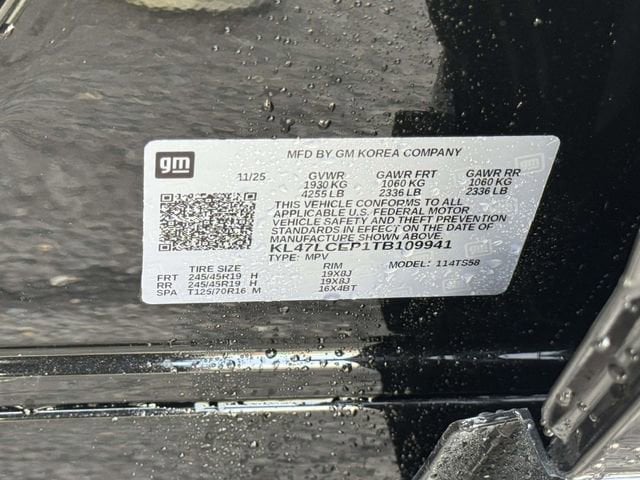 gm
MFD BY GM KOREA COMPANY
11/25 GVWR GAWR FRT GAWR RR
1930 KG 1060 KG 1060 KG
4255 LB 2336 LB 2336 LB
THIS VEHICLE CONFORMS TO ALL
APPLICABLE U.S. FEDERAL MOTOR
VEHICLE SAFETY AND THEFT PREVENTION
STANDARDS IN EFFECT ON THE DATE OF
MANUFACTURE SHOWN ABOVE.
KL47LCEP1TB109941
TYPE: MPV MODEL: 114TS58
TIRE SIZE RIM
FRT 245/45R19 H 19X8J
RR 245/45R19 H 19X8J
SPA T125/70R16 M 16X4BT